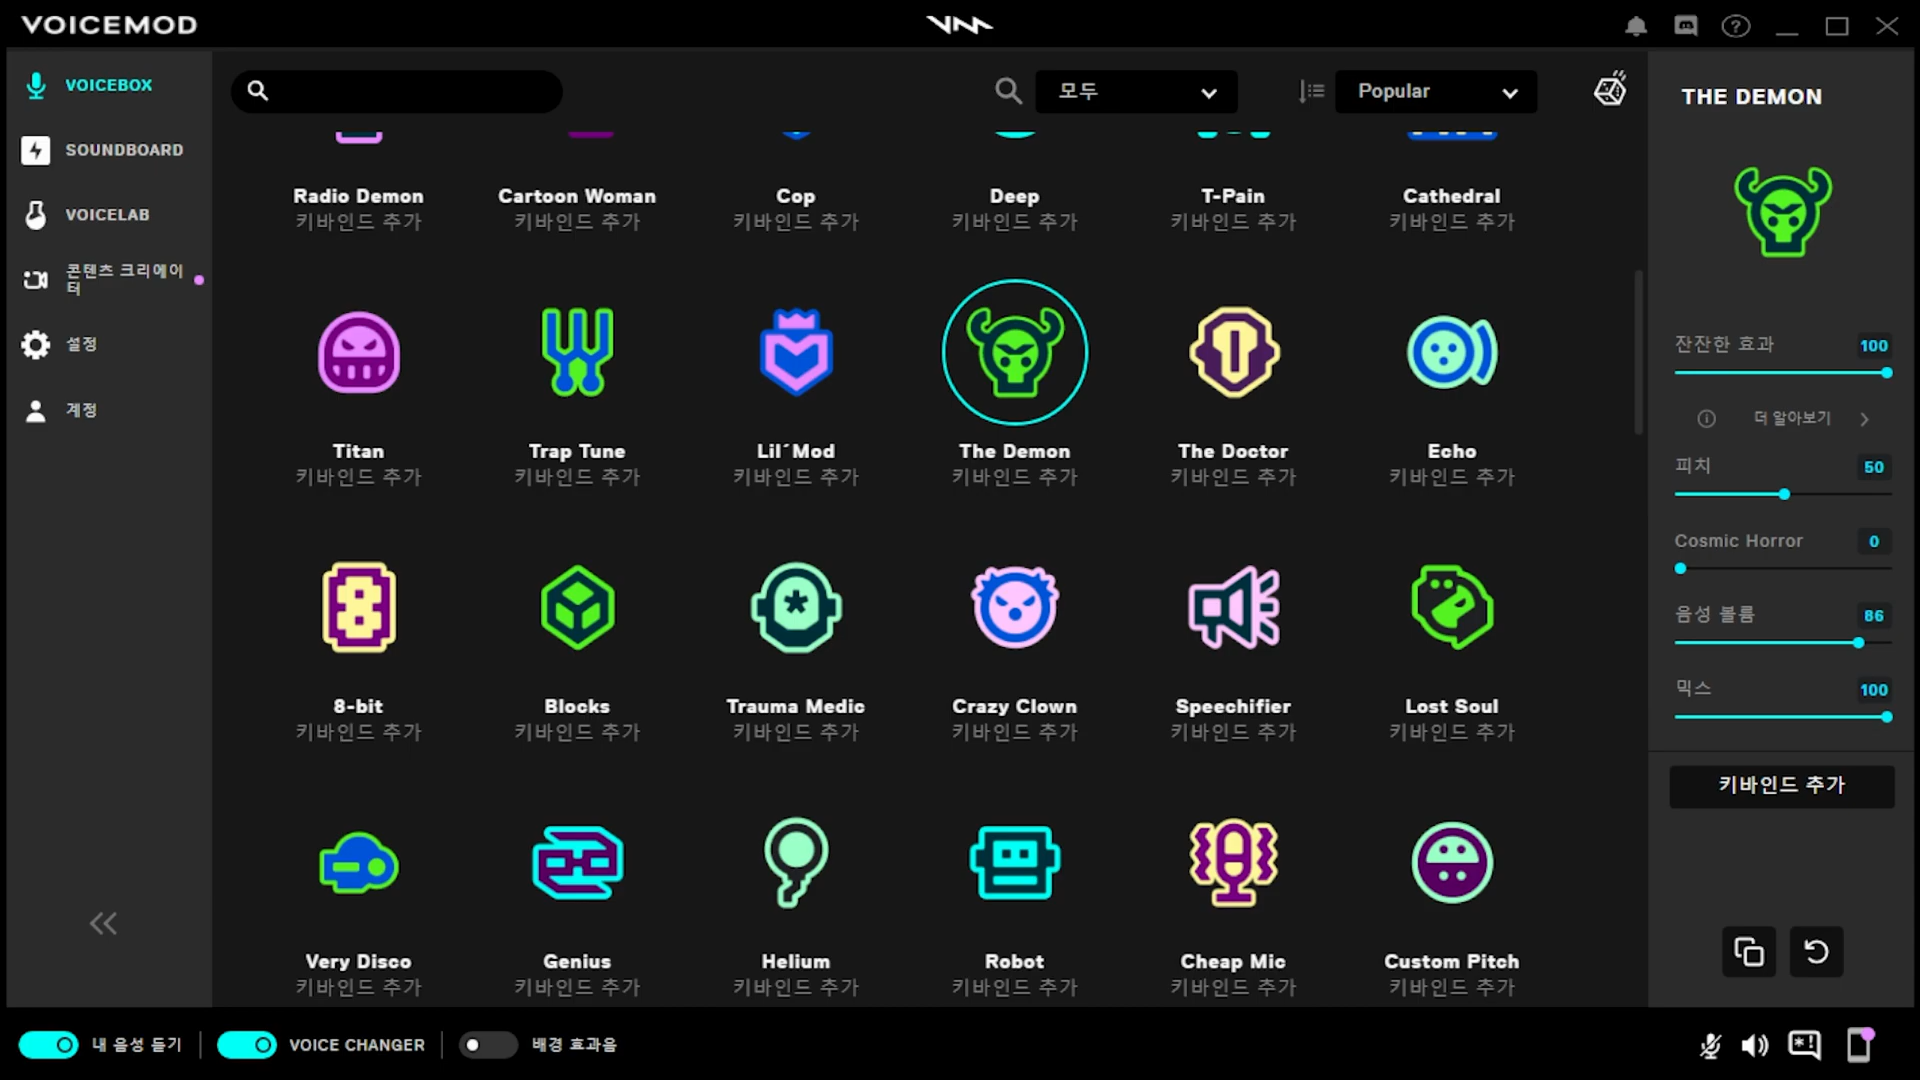 VOICEMOD
VOICEBOX
SOUNDBOARD
VOICELAB
콘텐츠 크리에이
터
설정
계정
모두
Popular
Radio Demon
키바인드 추가
Cartoon Woman
키바인드 추가
Cop
키바인드 추가
Deep
키바인드 추가
T-Pain
키바인드 추가
Cathedral
키바인드 추가
Titan
키바인드 추가
Trap Tune
키바인드 추가
Lil´Mod
키바인드 추가
The Demon
키바인드 추가
The Doctor
키바인드 추가
Echo
키바인드 추가
8-bit
키바인드 추가
Blocks
키바인드 추가
Trauma Medic
키바인드 추가
Crazy Clown
키바인드 추가
Speechifier
키바인드 추가
Lost Soul
키바인드 추가
Very Disco
키바인드 추가
Genius
키바인드 추가
Helium
키바인드 추가
Robot
키바인드 추가
Cheap Mic
키바인드 추가
Custom Pitch
키바인드 추가
THE DEMON
잔잔한 효과 100
더 알아보기
피치 50
Cosmic Horror 0
음성 볼륨 86
믹스 100
키바인드 추가
내 음성 듣기
VOICE CHANGER
배경 효과음